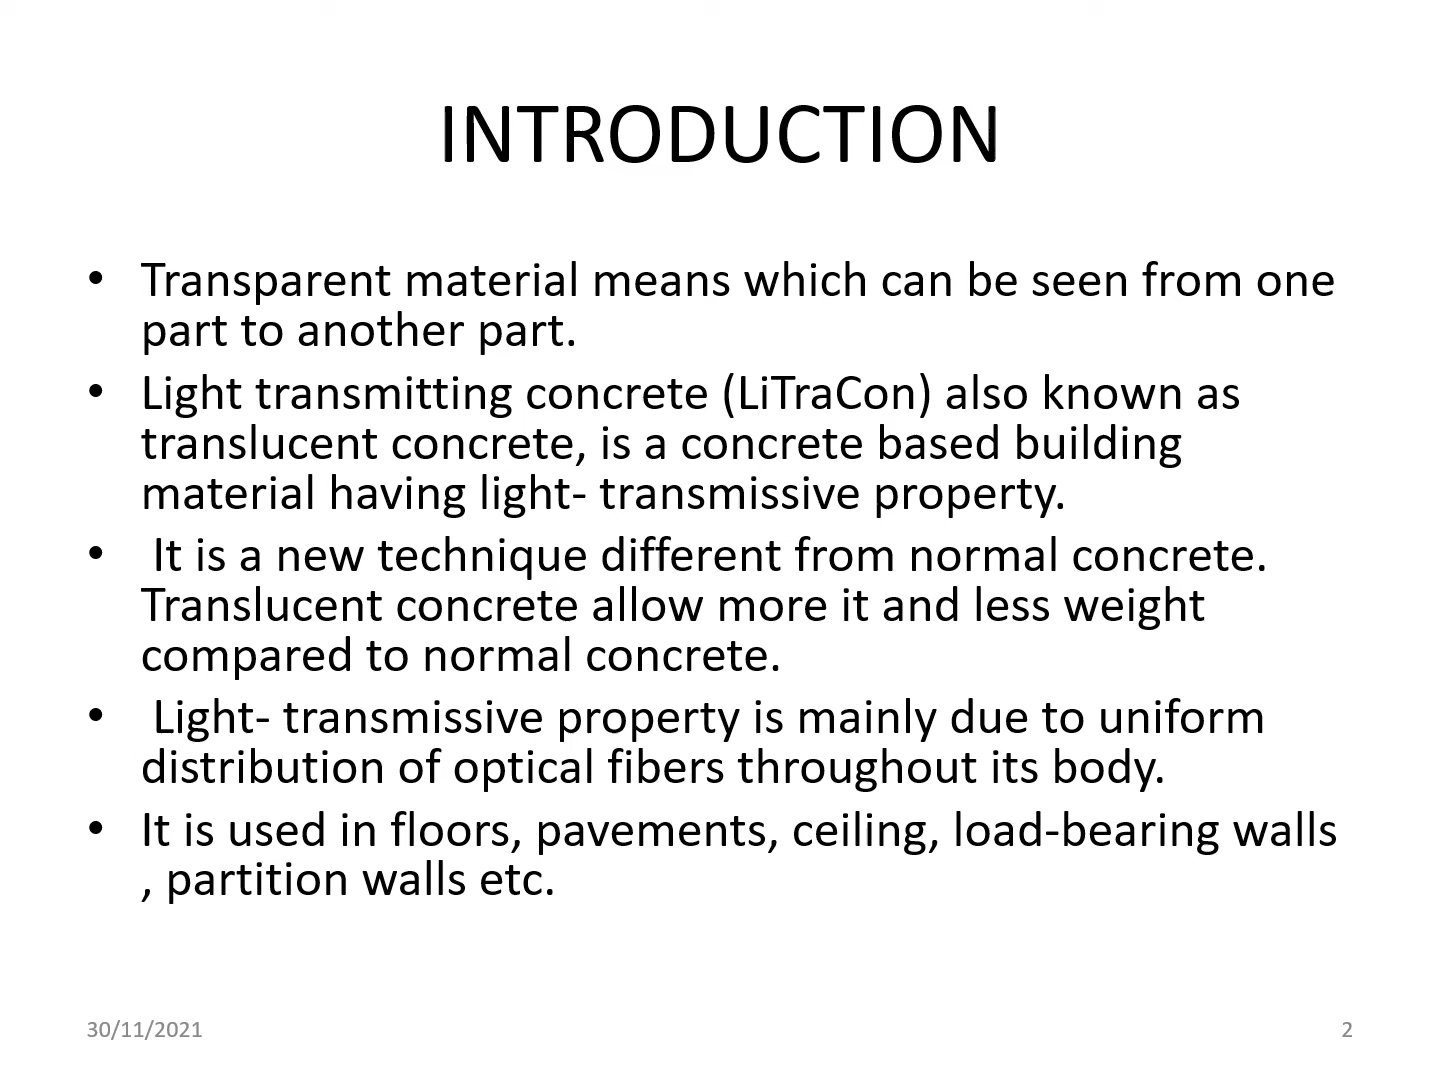 INTRODUCTION
• Transparent material means which can be seen from one
part to another part.
• Light transmitting concrete (LiTraCon) also known as
translucent concrete, is a concrete based building
material having light- transmissive property.
• It is a new technique different from normal concrete.
Translucent concrete allow more it and less weight
compared to normal concrete.
• Light- transmissive property is mainly due to uniform
distribution of optical fibers throughout its body.
• It is used in floors, pavements, ceiling, load-bearing walls
, partition walls etc.
30/11/2021
2